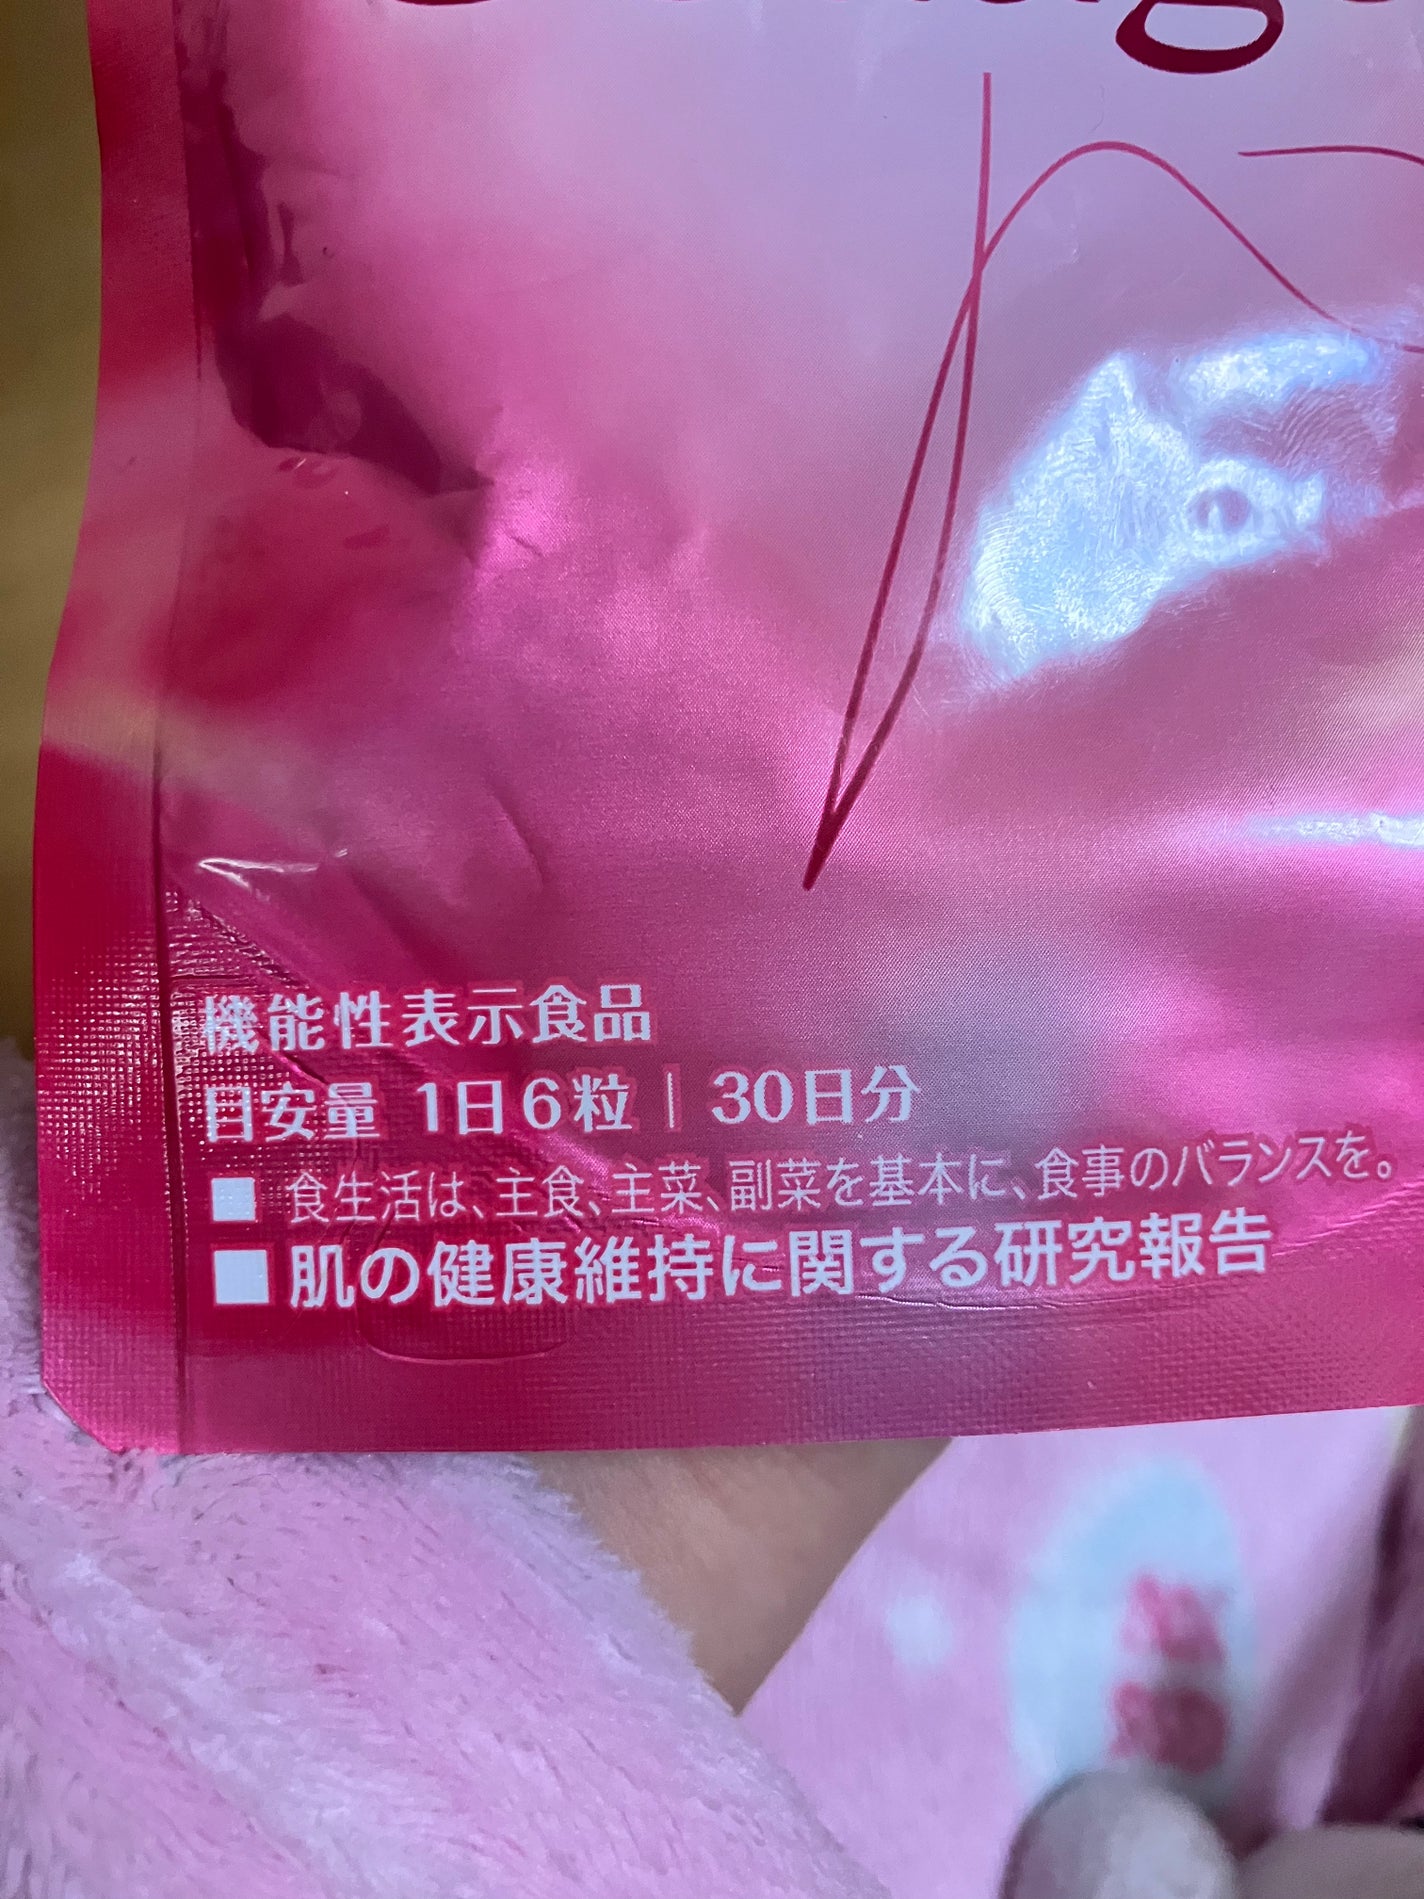 機能性表示食品
目安量 1日6粒 | 30日分
■ 食生活は、主食、主菜、副菜を基本に、食事のバランスを。
■ 肌の健康維持に関する研究報告